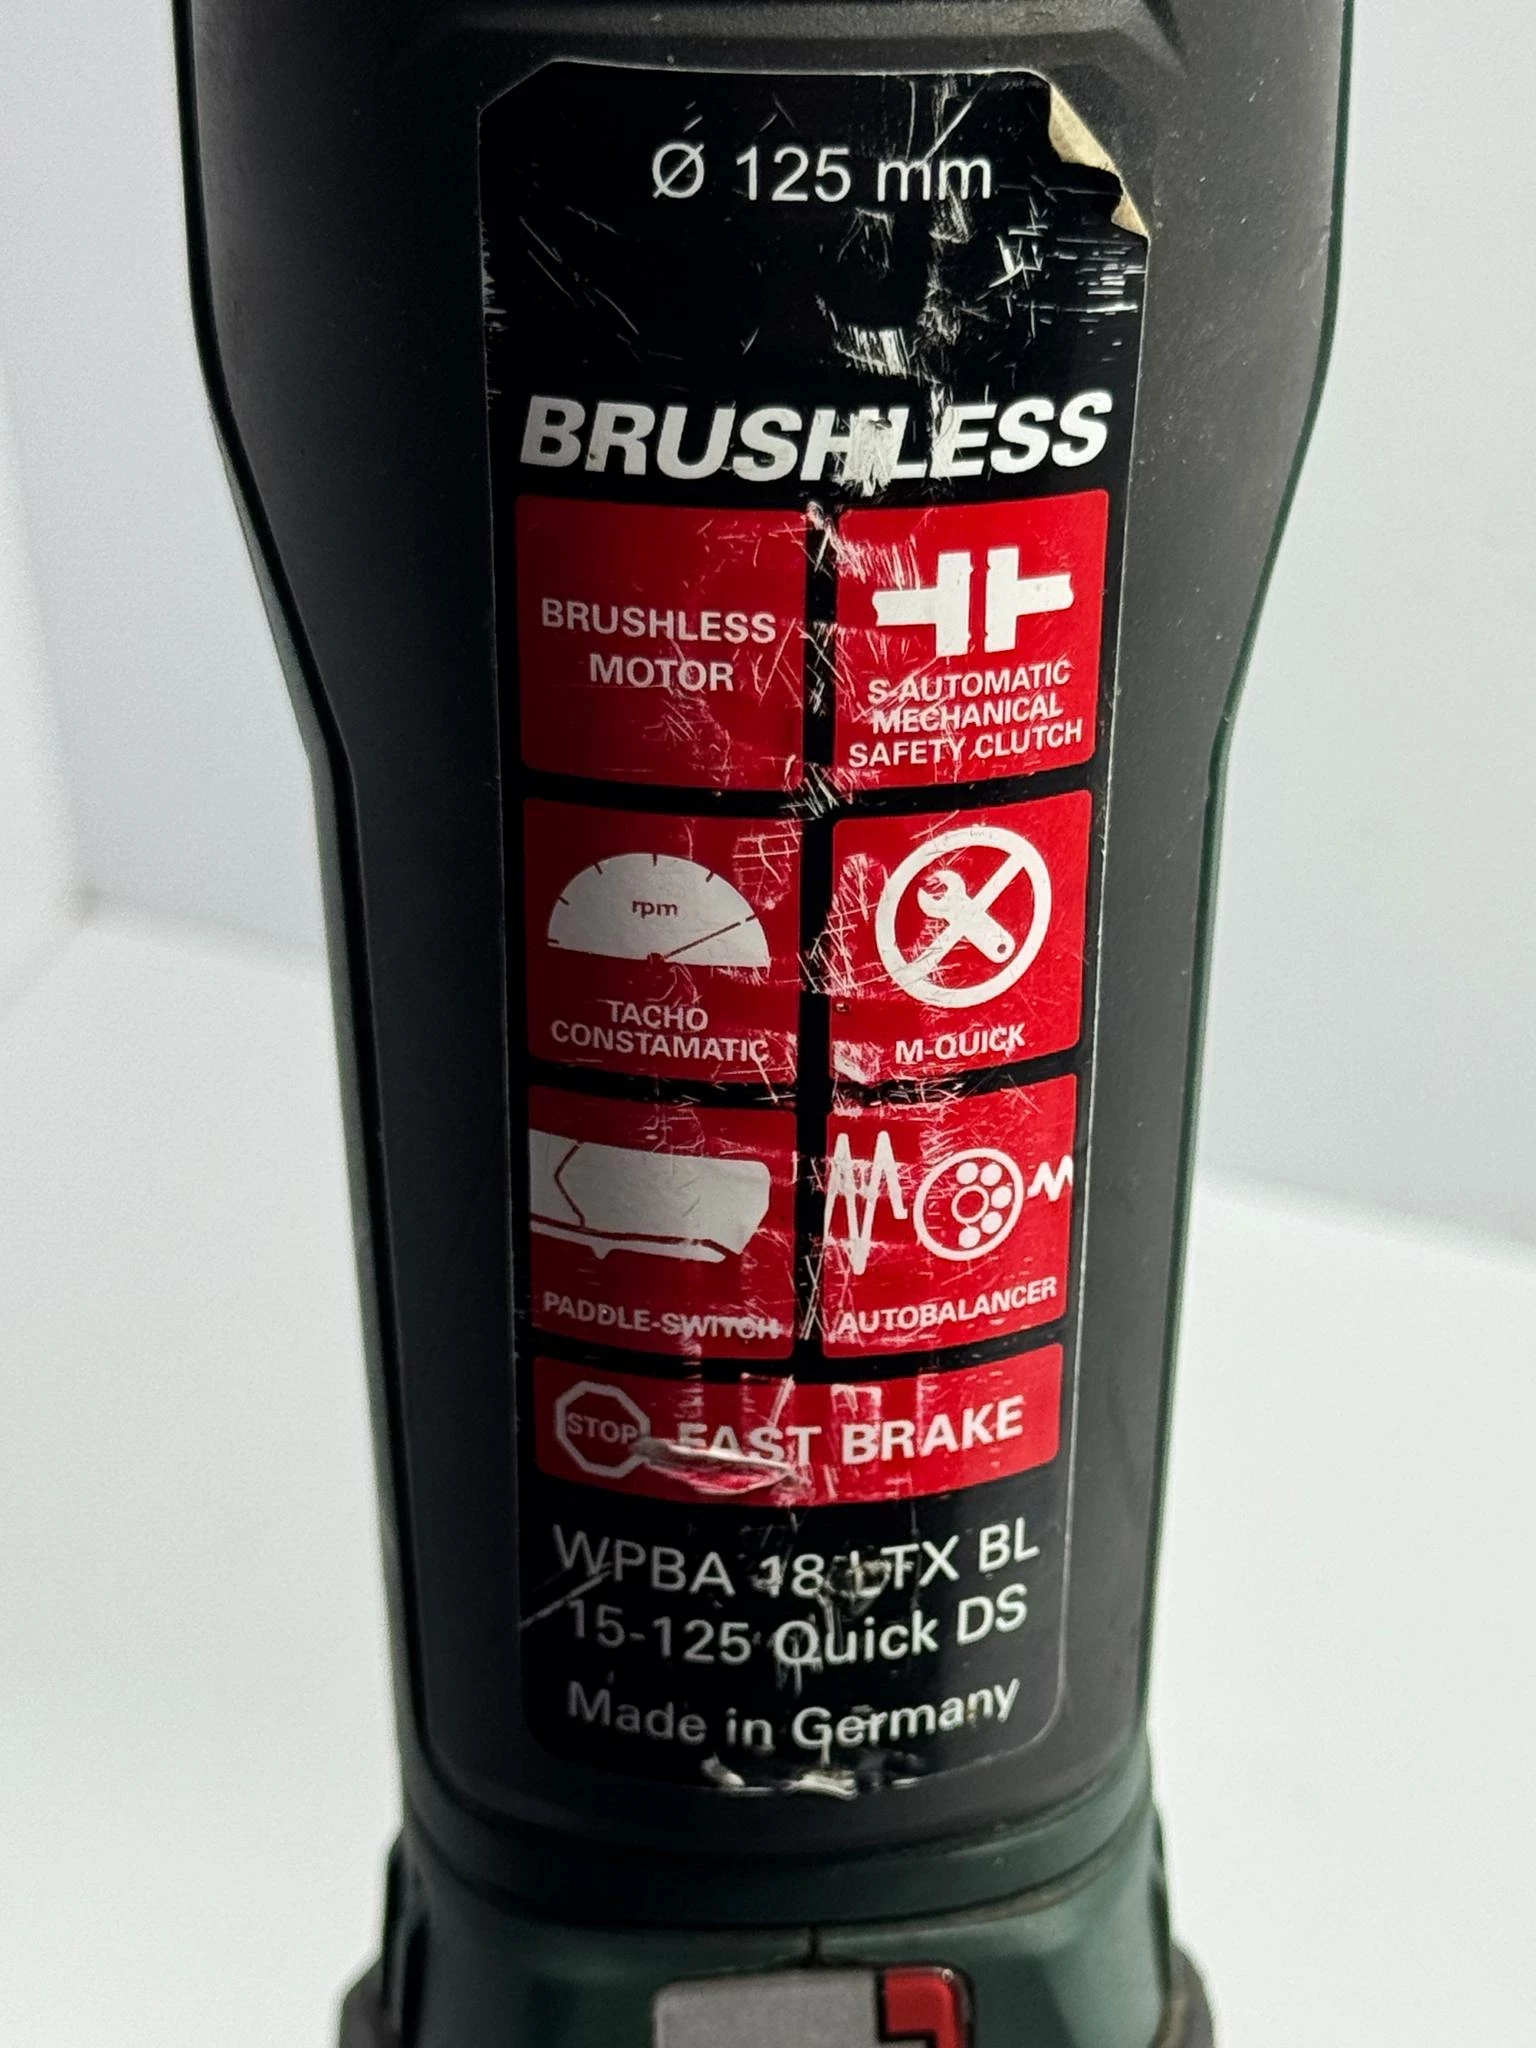 Ø 125 mm
BRUSHLESS
BRUSHLESS
MOTOR
S-AUTOMATIC
MECHANICAL
SAFETY CLUTCH
rpm
TACHO
CONSTAMATIC
M-QUICK
PADDLE-SWITCH
AUTOBALANCER
STOP FAST BRAKE
WPBA 18 LTX BL
15-125 Quick DS
Made in Germany